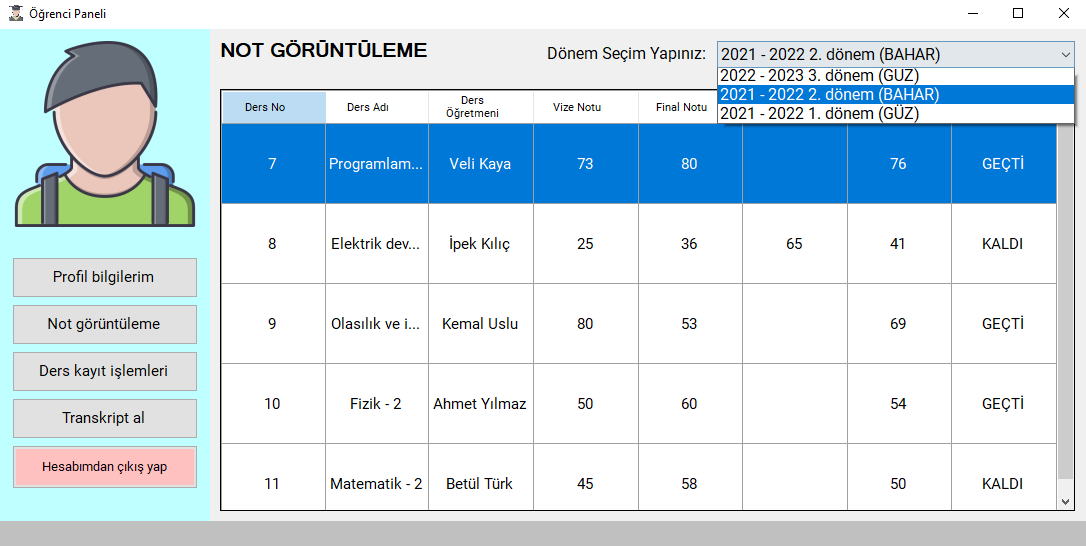 Öğrenci Paneli
NOT GÖRÜNTÜLEME
Dönem Seçim Yapınız:
2021 - 2022 2. dönem (BAHAR)
2022 - 2023 3. dönem (GÜZ)
2021 - 2022 2. dönem (BAHAR)
2021 - 2022 1. dönem (GÜZ)
Ders No Ders Adı Ders Öğretmeni Vize Notu Final Notu
7 Programlam... Veli Kaya 73 80 76 GEÇTİ
8 Elektrik dev... İpek Kılıç 25 36 65 41 KALDI
9 Olasılık ve i... Kemal Uslu 80 53 69 GEÇTİ
10 Fizik - 2 Ahmet Yılmaz 50 60 54 GEÇTİ
11 Matematik - 2 Betül Türk 45 58 50 KALDI
Profil bilgilerim
Not görüntüleme
Ders kayıt işlemleri
Transkript al
Hesabımdan çıkış yap